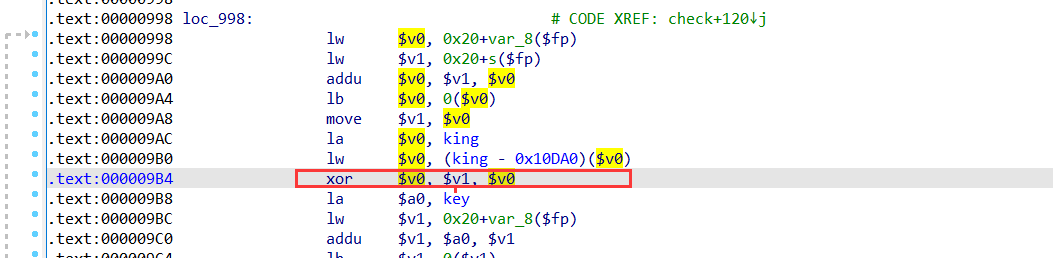 .text:00000998 loc_998:                                # CODE XREF: check+120↓j
.text:00000998                 lw      $v0, 0x20+var_8($fp)
.text:0000099C                 lw      $v1, 0x20+s($fp)
.text:000009A0                 addu    $v0, $v1, $v0
.text:000009A4                 lb      $v0, 0($v0)
.text:000009A8                 move    $v1, $v0
.text:000009AC                 la      $v0, king
.text:000009B0                 lw      $v0, (king - 0x10DA0)($v0)
.text:000009B4                 xor     $v0, $v1, $v0
.text:000009B8                 la      $a0, key
.text:000009BC                 lw      $v1, 0x20+var_8($fp)
.text:000009C0                 addu    $v1, $a0, $v1
.text:000009C4                 lb      $v1, 0($v1)